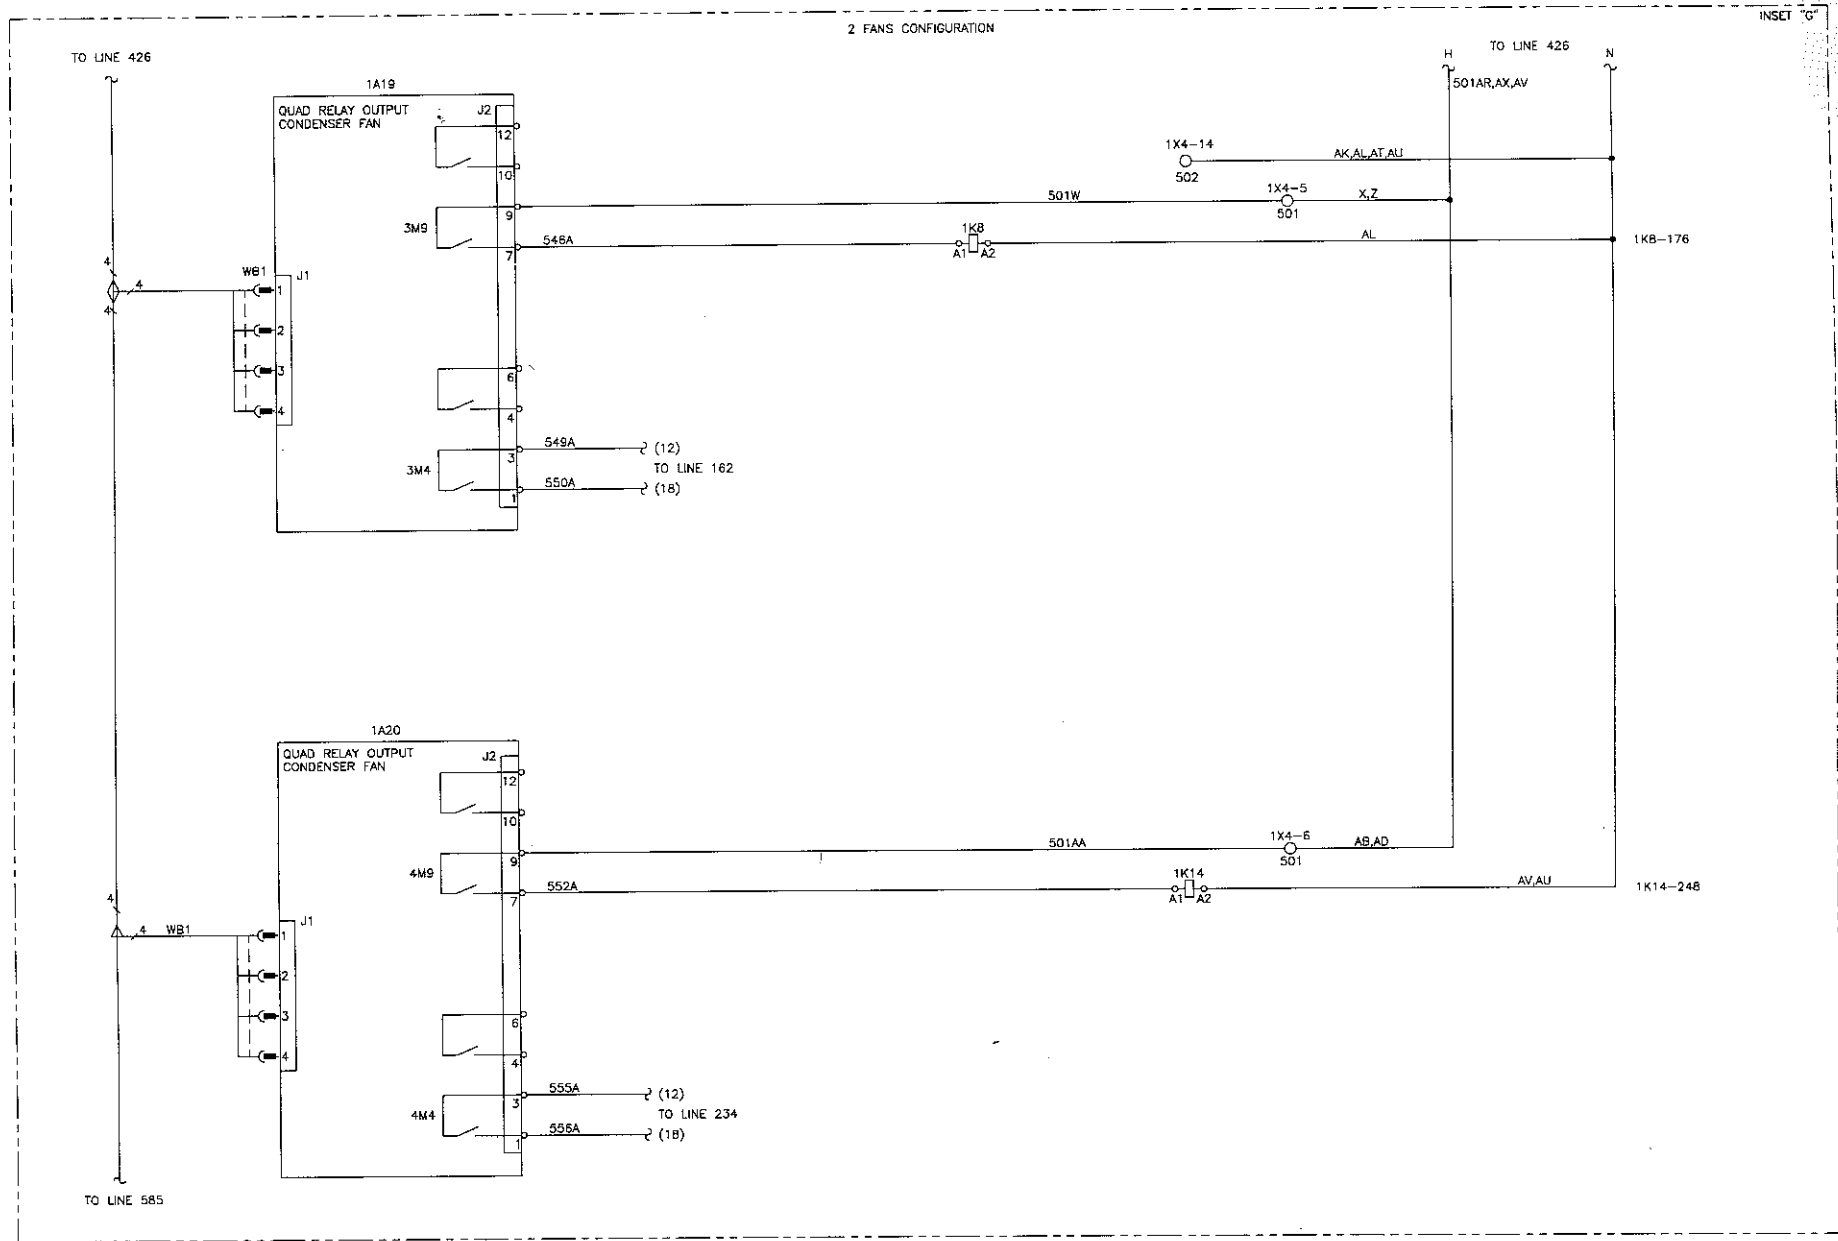 INSET "G"
2 FANS CONFIGURATION
TO LINE 426
H
TO LINE 426
N
501AR,AX,AV
1A19
QUAD RELAY OUTPUT
CONDENSER FAN
J2
12
10
9
7
6
4
3
1
3M9
3M4
1X4-14
502
AK,AL,AT,AU
501W
1X4-5
501
X,Z
546A
1K8
A1 A2
AL
1K8-176
4
4
4
WB1
J1
1
2
3
4
549A
(12)
TO LINE 162
550A
(18)
1A20
QUAD RELAY OUTPUT
CONDENSER FAN
J2
12
10
9
7
6
4
3
1
4M9
4M4
501AA
1X4-6
501
AB,AD
552A
1K14
A1 A2
AV,AU
1K14-248
4
4
WB1
J1
1
2
3
4
555A
(12)
TO LINE 234
556A
(18)
TO LINE 585